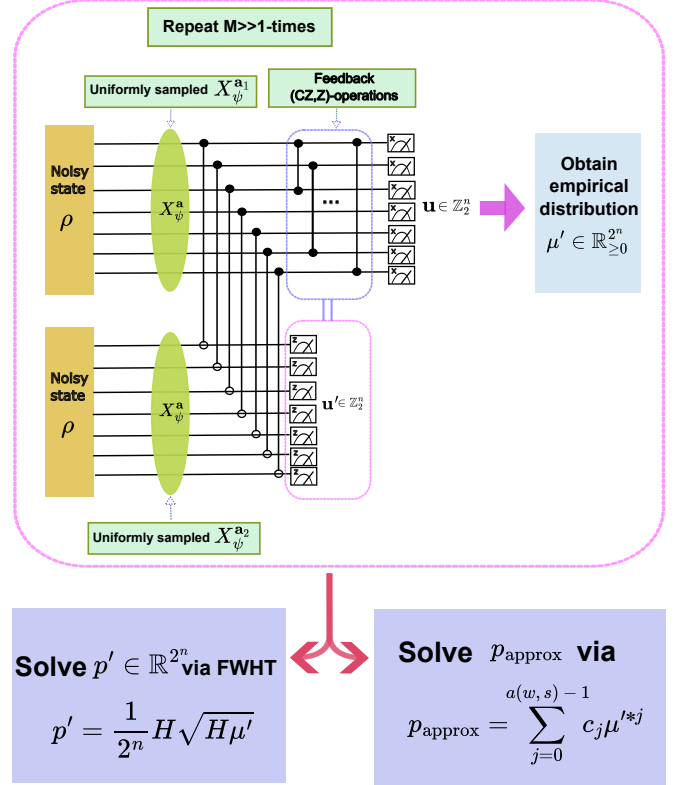 Repeat M>>1-times
Uniformly sampled $X_{\psi}^{\mathbf{a}_1}$
Feedback
(CZ,Z)-operations
Noisy
state
$\rho$
$X_{\psi}^{\mathbf{a}}$
...
X
X
X
X
X
X
X
$\mathbf{u} \in \mathbb{Z}_2^n$
Obtain
empirical
distribution
$\mu' \in \mathbb{R}_{\geq 0}^{2^n}$
Noisy
state
$\rho$
$X_{\psi}^{\mathbf{a}}$
Z
Z
Z
Z
Z
Z
Z
$\mathbf{u}' \in \mathbb{Z}_2^n$
Uniformly sampled $X_{\psi}^{\mathbf{a}_2}$
Solve $p' \in \mathbb{R}^{2^n}$ via FWHT
$p' = \frac{1}{2^n} H \sqrt{H\mu'}$
Solve $p_{\text{approx}}$ via
$p_{\text{approx}} = \sum_{j=0}^{a(w,s)-1} c_j \mu'^{*j}$